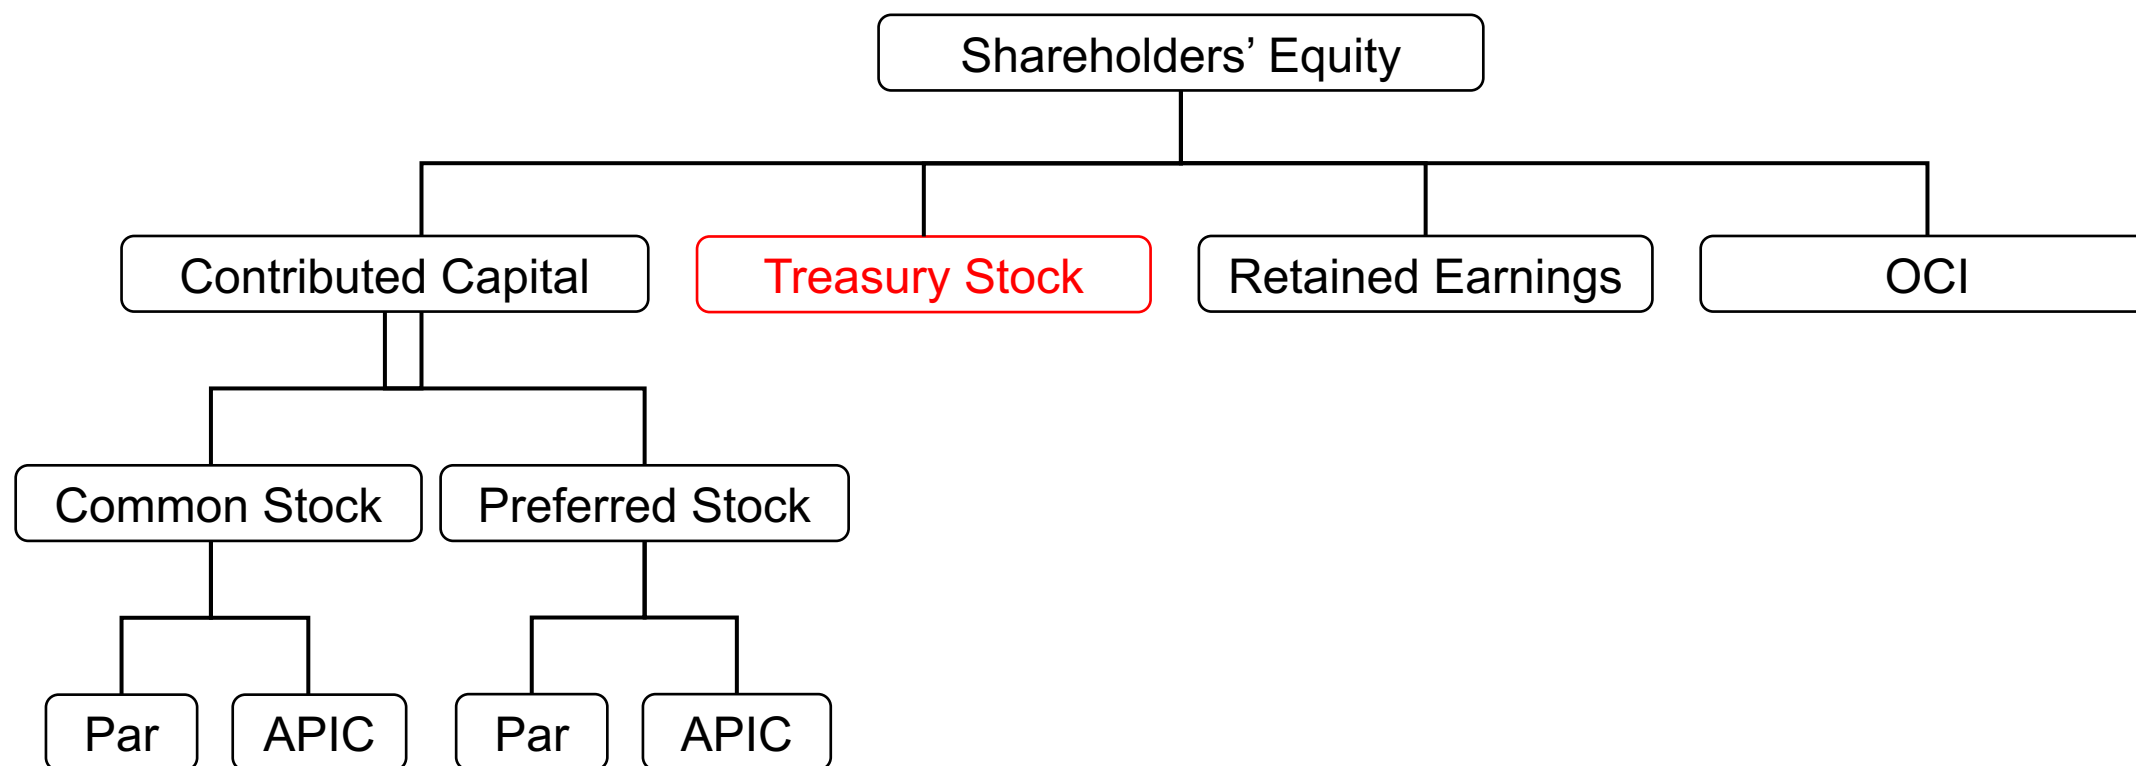 Shareholders’ Equity
Contributed Capital
Treasury Stock
Retained Earnings
OCI
Common Stock
Preferred Stock
Par
APIC
Par
APIC